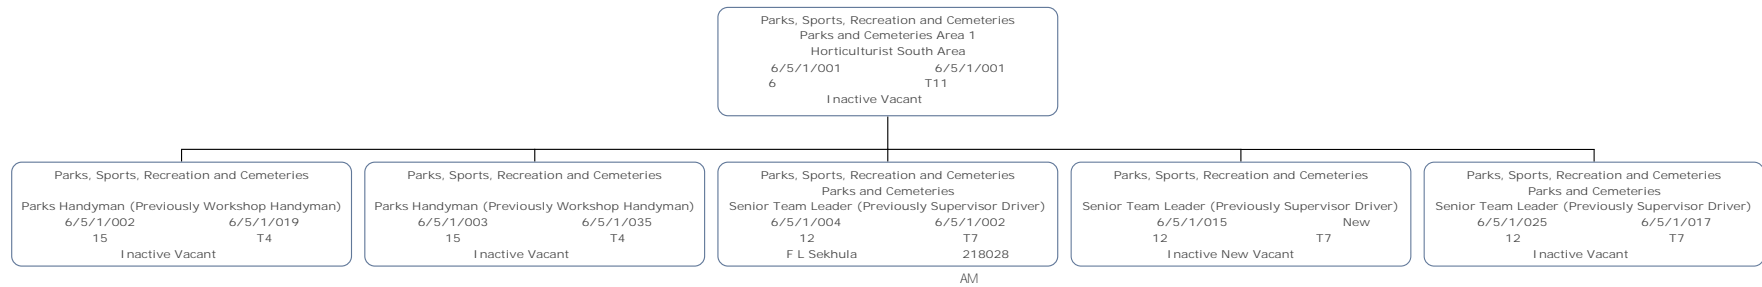 Parks, Sports, Recreation and Cemeteries
Parks and Cemeteries Area 1
Horticulturist South Area
6/5/1/001 6/5/1/001
6 T11
Inactive Vacant
Parks, Sports, Recreation and Cemeteries
Parks Handyman (Previously Workshop Handyman)
6/5/1/002 6/5/1/019
15 T4
Inactive Vacant
Parks, Sports, Recreation and Cemeteries
Parks Handyman (Previously Workshop Handyman)
6/5/1/003 6/5/1/035
15 T4
Inactive Vacant
Parks, Sports, Recreation and Cemeteries
Parks and Cemeteries
Senior Team Leader (Previously Supervisor Driver)
6/5/1/004 6/5/1/002
12 T7
F L Sekhula 218028
Parks, Sports, Recreation and Cemeteries
Senior Team Leader (Previously Supervisor Driver)
6/5/1/015 New
12 T7
Inactive New Vacant
Parks, Sports, Recreation and Cemeteries
Parks and Cemeteries
Senior Team Leader (Previously Supervisor Driver)
6/5/1/025 6/5/1/017
12 T7
Inactive Vacant
AM